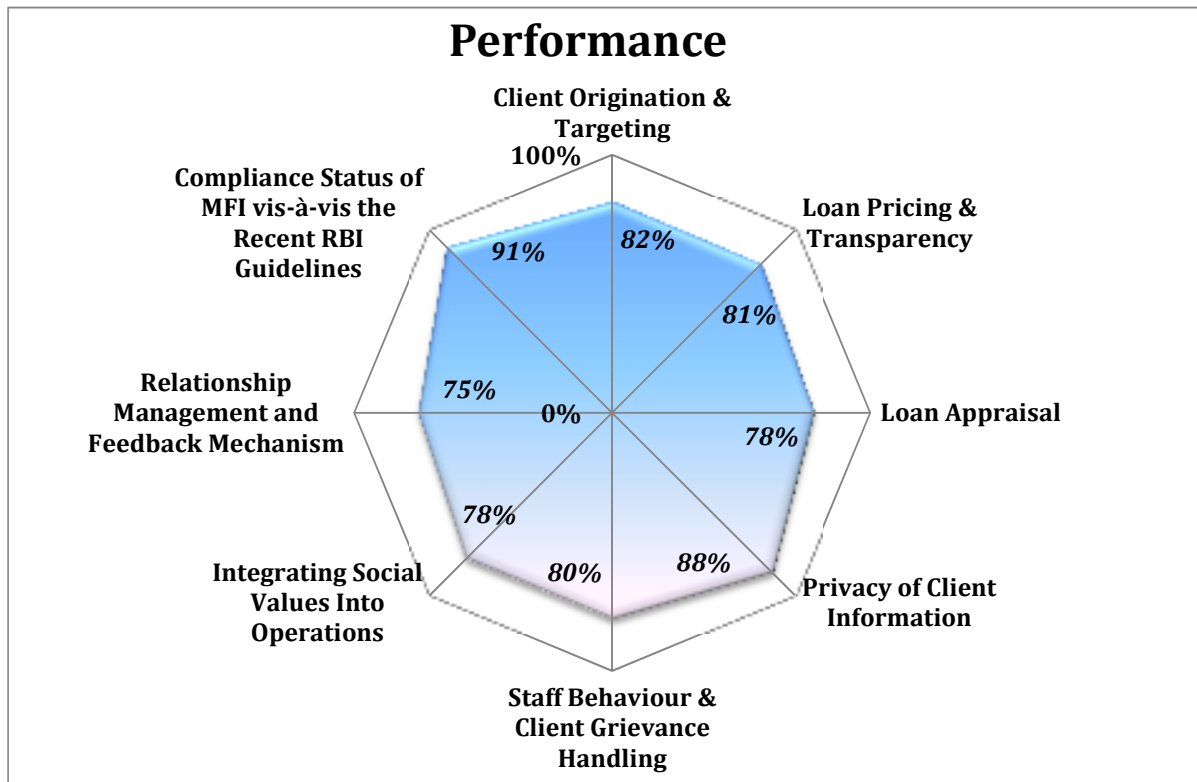 Performance
Client Origination &
Targeting
100%
Compliance Status of
MFI vis-à-vis the
Recent RBI
Guidelines
Loan Pricing &
Transparency
91%
82%
81%
Relationship
Management and
Feedback Mechanism
75%
0%
78%
Loan Appraisal
78%
80%
88%
Integrating Social
Values Into
Operations
Privacy of Client
Information
Staff Behaviour &
Client Grievance
Handling